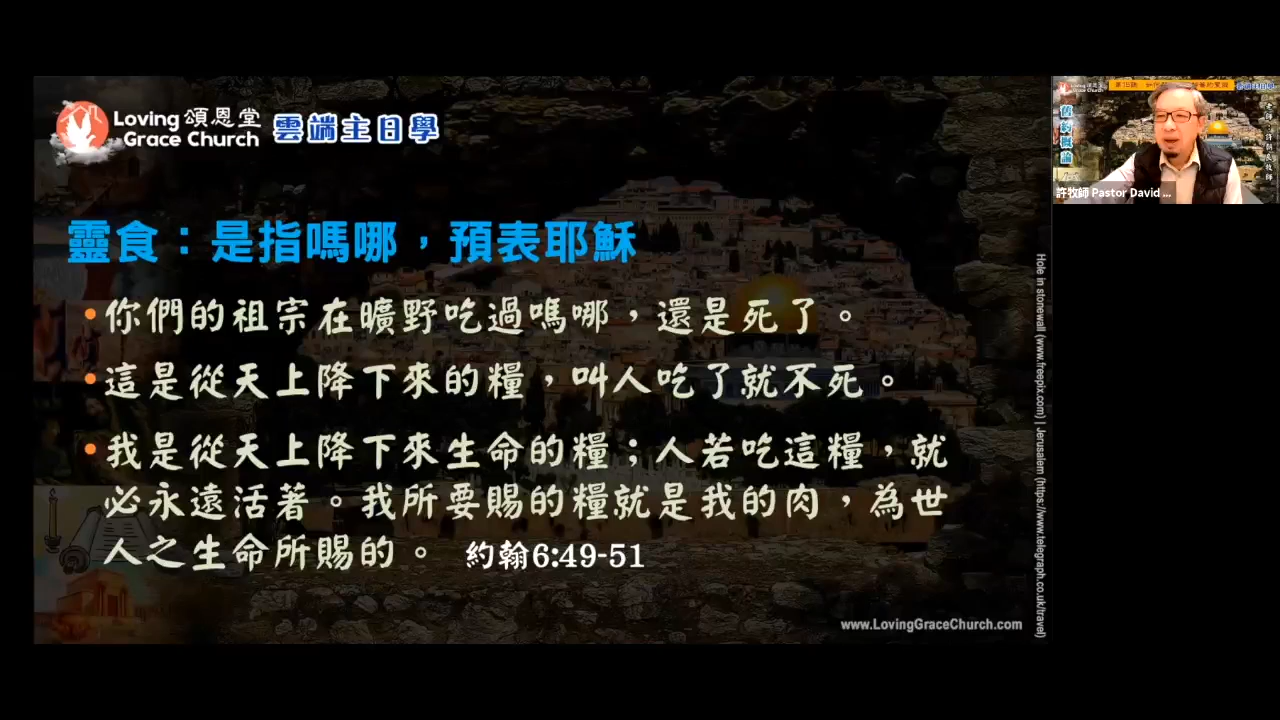 Loving 頌恩堂
Grace Church
雲端主日學
靈食：是指嗎哪，預表耶穌
•你們的祖宗在曠野吃過嗎哪，還是死了。
•這是從天上降下來的糧，叫人吃了就不死。
•我是從天上降下來生命的糧；人若吃這糧，就
必永遠活著。我所要賜的糧就是我的肉，為世
人之生命所賜的。 約翰6:49-51
www.LovingGraceChurch.com
Hole in stonewall (www.freepix.com) | Jerusalem (https://www.telegraph.co.uk/travel)
舊約概論
許牧師 Pastor David ...